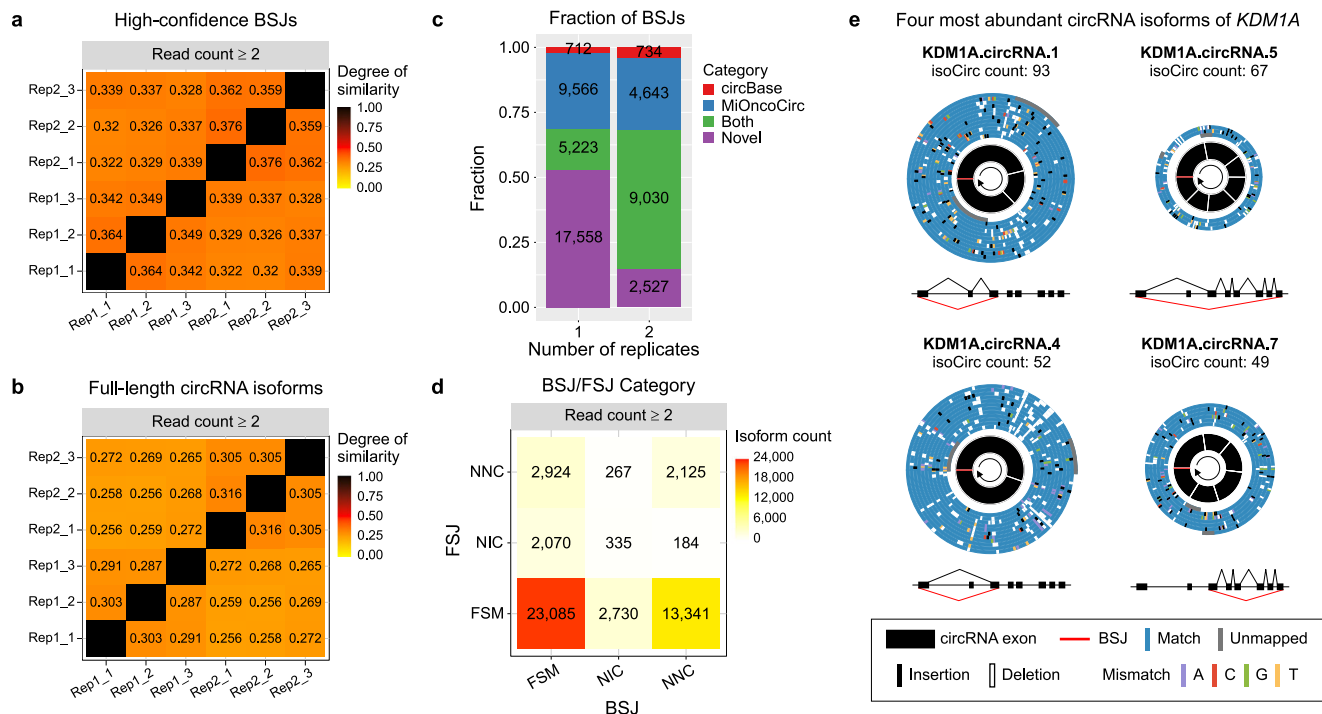 a
High-confidence BSJs
Read count ≥ 2
Rep2_3 0.339 0.337 0.328 0.362 0.359
Rep2_2 0.32 0.326 0.337 0.376 0.359
Rep2_1 0.322 0.329 0.339 0.376 0.362
Rep1_3 0.342 0.349 0.339 0.337 0.328
Rep1_2 0.364 0.349 0.329 0.326 0.337
Rep1_1 0.364 0.342 0.322 0.32 0.339
Rep1_1 Rep1_2 Rep1_3 Rep2_1 Rep2_2 Rep2_3
Degree of
similarity
1.00
0.75
0.50
0.25
0.00
b
Full-length circRNA isoforms
Read count ≥ 2
Rep2_3 0.272 0.269 0.265 0.305 0.305
Rep2_2 0.258 0.256 0.268 0.316 0.305
Rep2_1 0.256 0.259 0.272 0.316 0.305
Rep1_3 0.291 0.287 0.272 0.268 0.265
Rep1_2 0.303 0.287 0.259 0.256 0.269
Rep1_1 0.303 0.291 0.256 0.258 0.272
Rep1_1 Rep1_2 Rep1_3 Rep2_1 Rep2_2 Rep2_3
Degree of
similarity
1.00
0.75
0.50
0.25
0.00
c
Fraction of BSJs
Fraction
1.00
0.75
0.50
0.25
0.00
712 734
9,566 4,643
5,223
9,030
17,558
2,527
1 2
Number of replicates
Category
circBase
MiOncoCirc
Both
Novel
d
BSJ/FSJ Category
Read count ≥ 2
FSJ
NNC 2,924 267 2,125
NIC 2,070 335 184
FSM 23,085 2,730 13,341
FSM NIC NNC
BSJ
Isoform count
24,000
18,000
12,000
6,000
0
e
Four most abundant circRNA isoforms of KDM1A
KDM1A.circRNA.1
isoCirc count: 93
KDM1A.circRNA.5
isoCirc count: 67
KDM1A.circRNA.4
isoCirc count: 52
KDM1A.circRNA.7
isoCirc count: 49
circRNA exon BSJ Match Unmapped
Insertion Deletion Mismatch A C G T